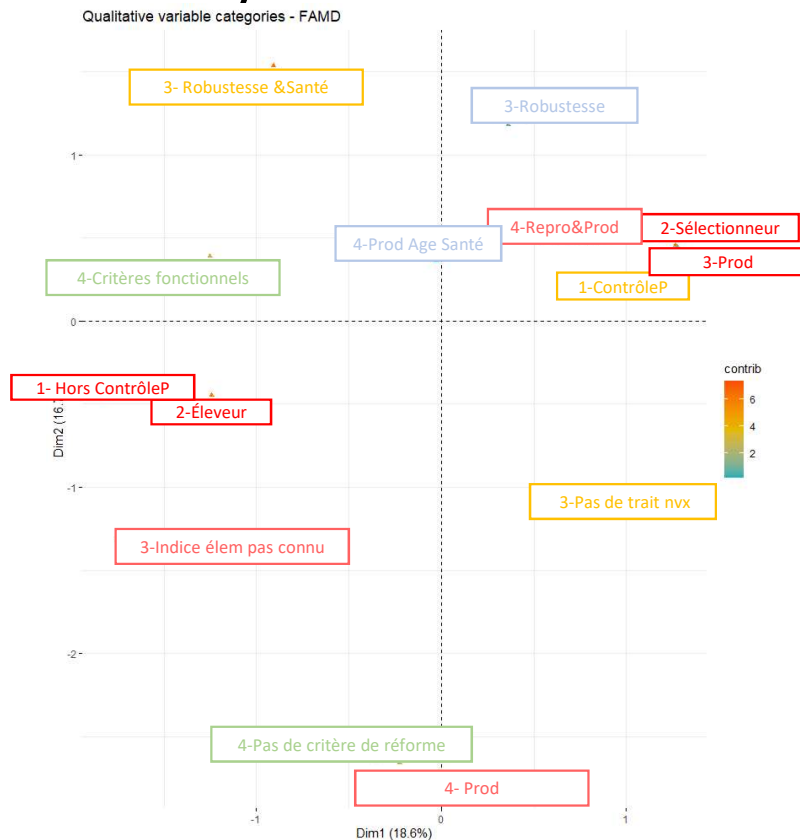 Qualitative variable categories - FAMD
3- Robustesse &Santé
3-Robustesse
1
4-Repro&Prod
2-Sélectionneur
4-Prod Age Santé
3-Prod
4-Critères fonctionnels
1-ContrôleP
0
contrib
6
4
2
1- Hors ContrôleP
2-Éleveur
Dim2 (16.
-1
3-Pas de trait nvx
3-Indice élem pas connu
-2
4-Pas de critère de réforme
4- Prod
-1
0
1
Dim1 (18.6%)